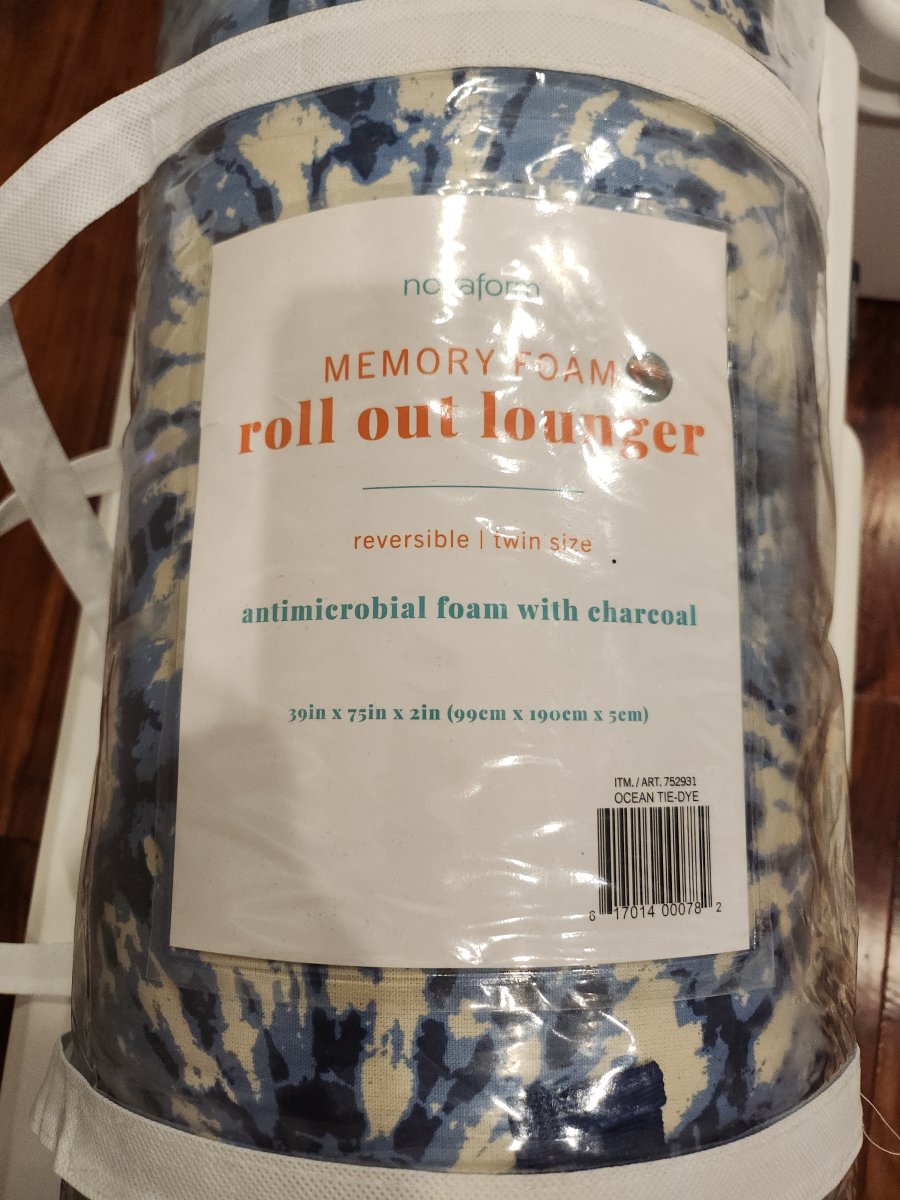 novaform
MEMORY FOAM
roll out lounger
reversible | twin size
antimicrobial foam with charcoal
39in x 75in x 2in (99cm x 190cm x 5cm)
ITM. / ART. 752931
OCEAN TIE-DYE
6 17014 00078 2